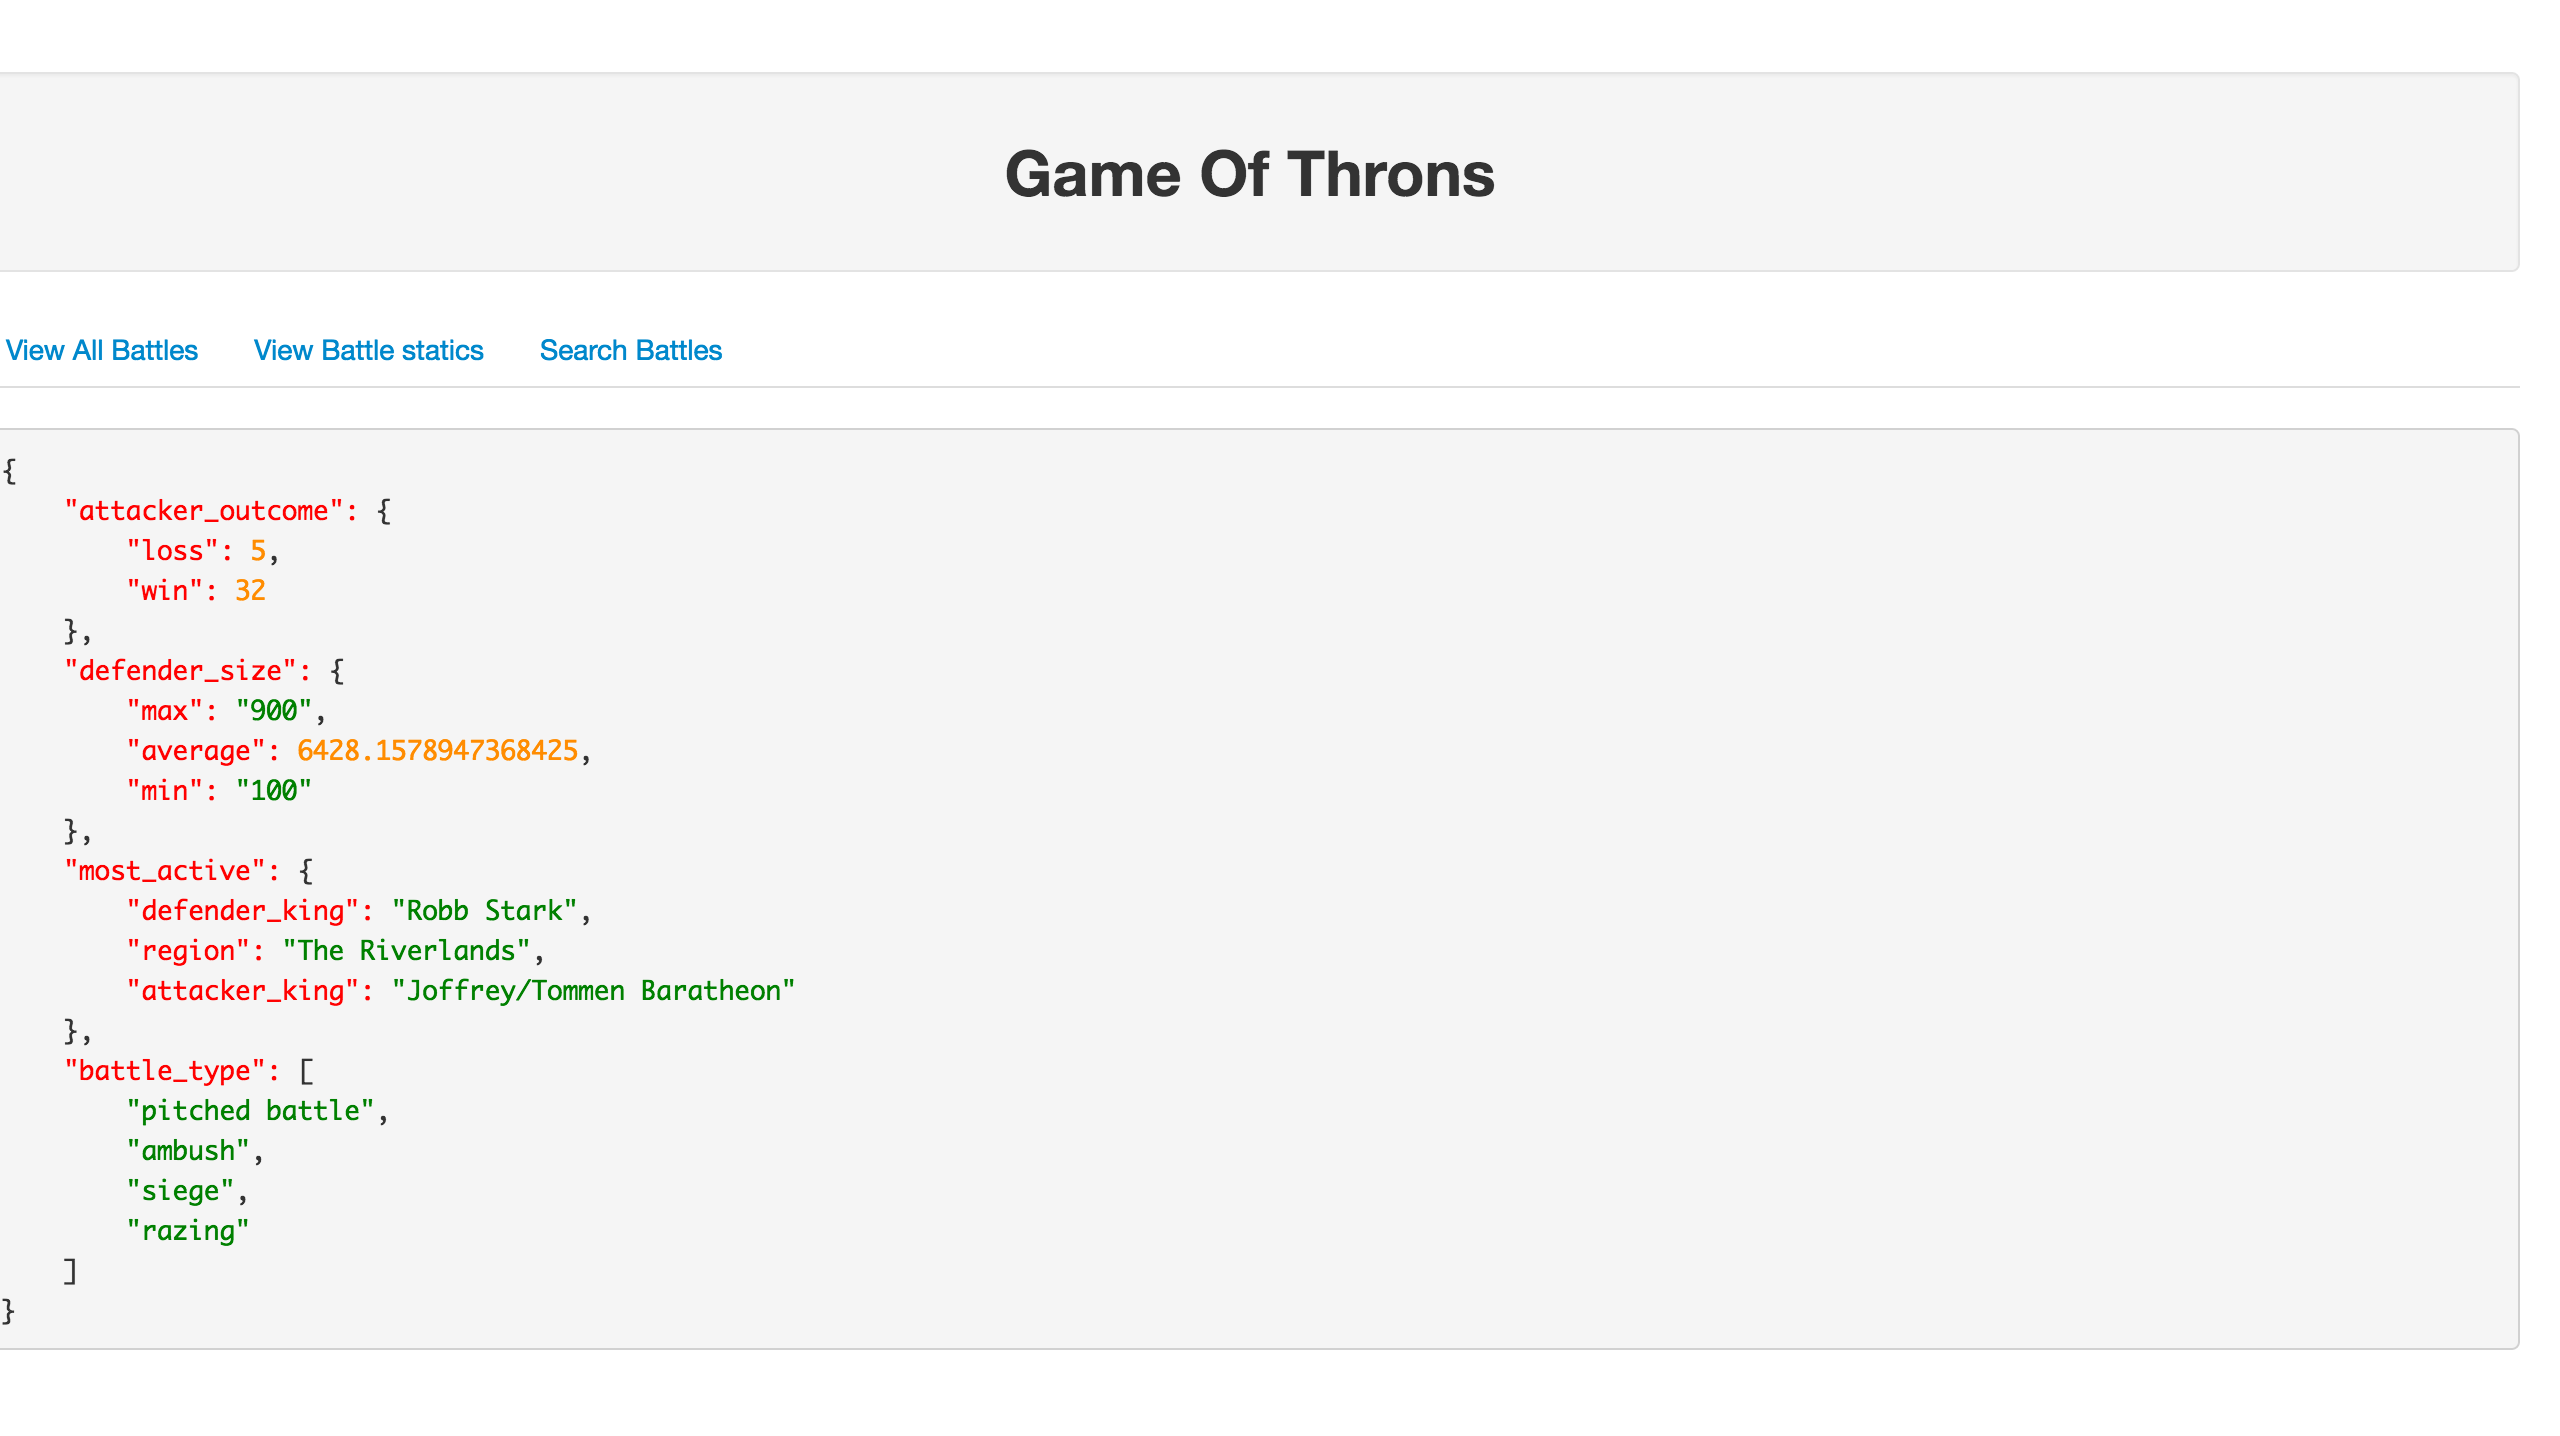 Game Of Throns
View All Battles View Battle statics Search Battles
{
    "attacker_outcome": {
        "loss": 5,
        "win": 32
    },
    "defender_size": {
        "max": "900",
        "average": 6428.1578947368425,
        "min": "100"
    },
    "most_active": {
        "defender_king": "Robb Stark",
        "region": "The Riverlands",
        "attacker_king": "Joffrey/Tommen Baratheon"
    },
    "battle_type": [
        "pitched battle",
        "ambush",
        "siege",
        "razing"
    ]
}